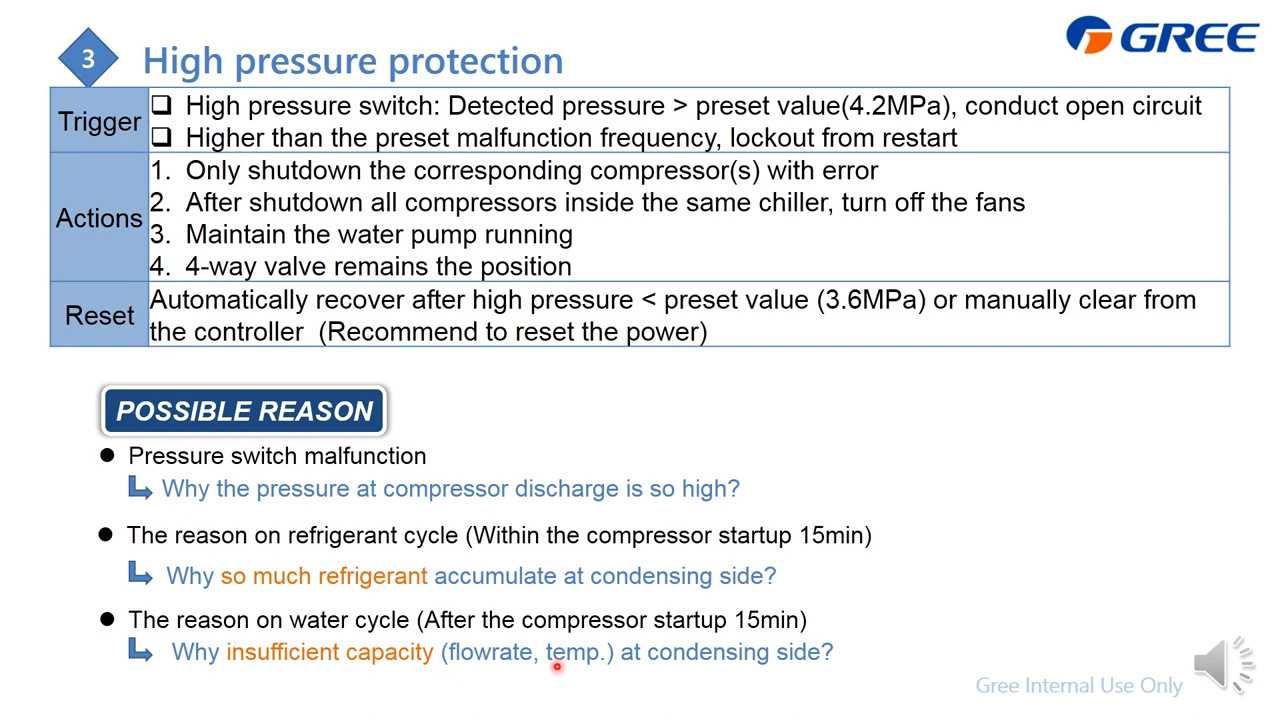 GREE
3
High pressure protection
Trigger
❑ High pressure switch: Detected pressure > preset value(4.2MPa), conduct open circuit
❑ Higher than the preset malfunction frequency, lockout from restart
Actions
1. Only shutdown the corresponding compressor(s) with error
2. After shutdown all compressors inside the same chiller, turn off the fans
3. Maintain the water pump running
4. 4-way valve remains the position
Reset
Automatically recover after high pressure < preset value (3.6MPa) or manually clear from
the controller (Recommend to reset the power)
POSSIBLE REASON
● Pressure switch malfunction
Why the pressure at compressor discharge is so high?
● The reason on refrigerant cycle (Within the compressor startup 15min)
Why so much refrigerant accumulate at condensing side?
● The reason on water cycle (After the compressor startup 15min)
Why insufficient capacity (flowrate, temp.) at condensing side?
Gree Internal Use Only